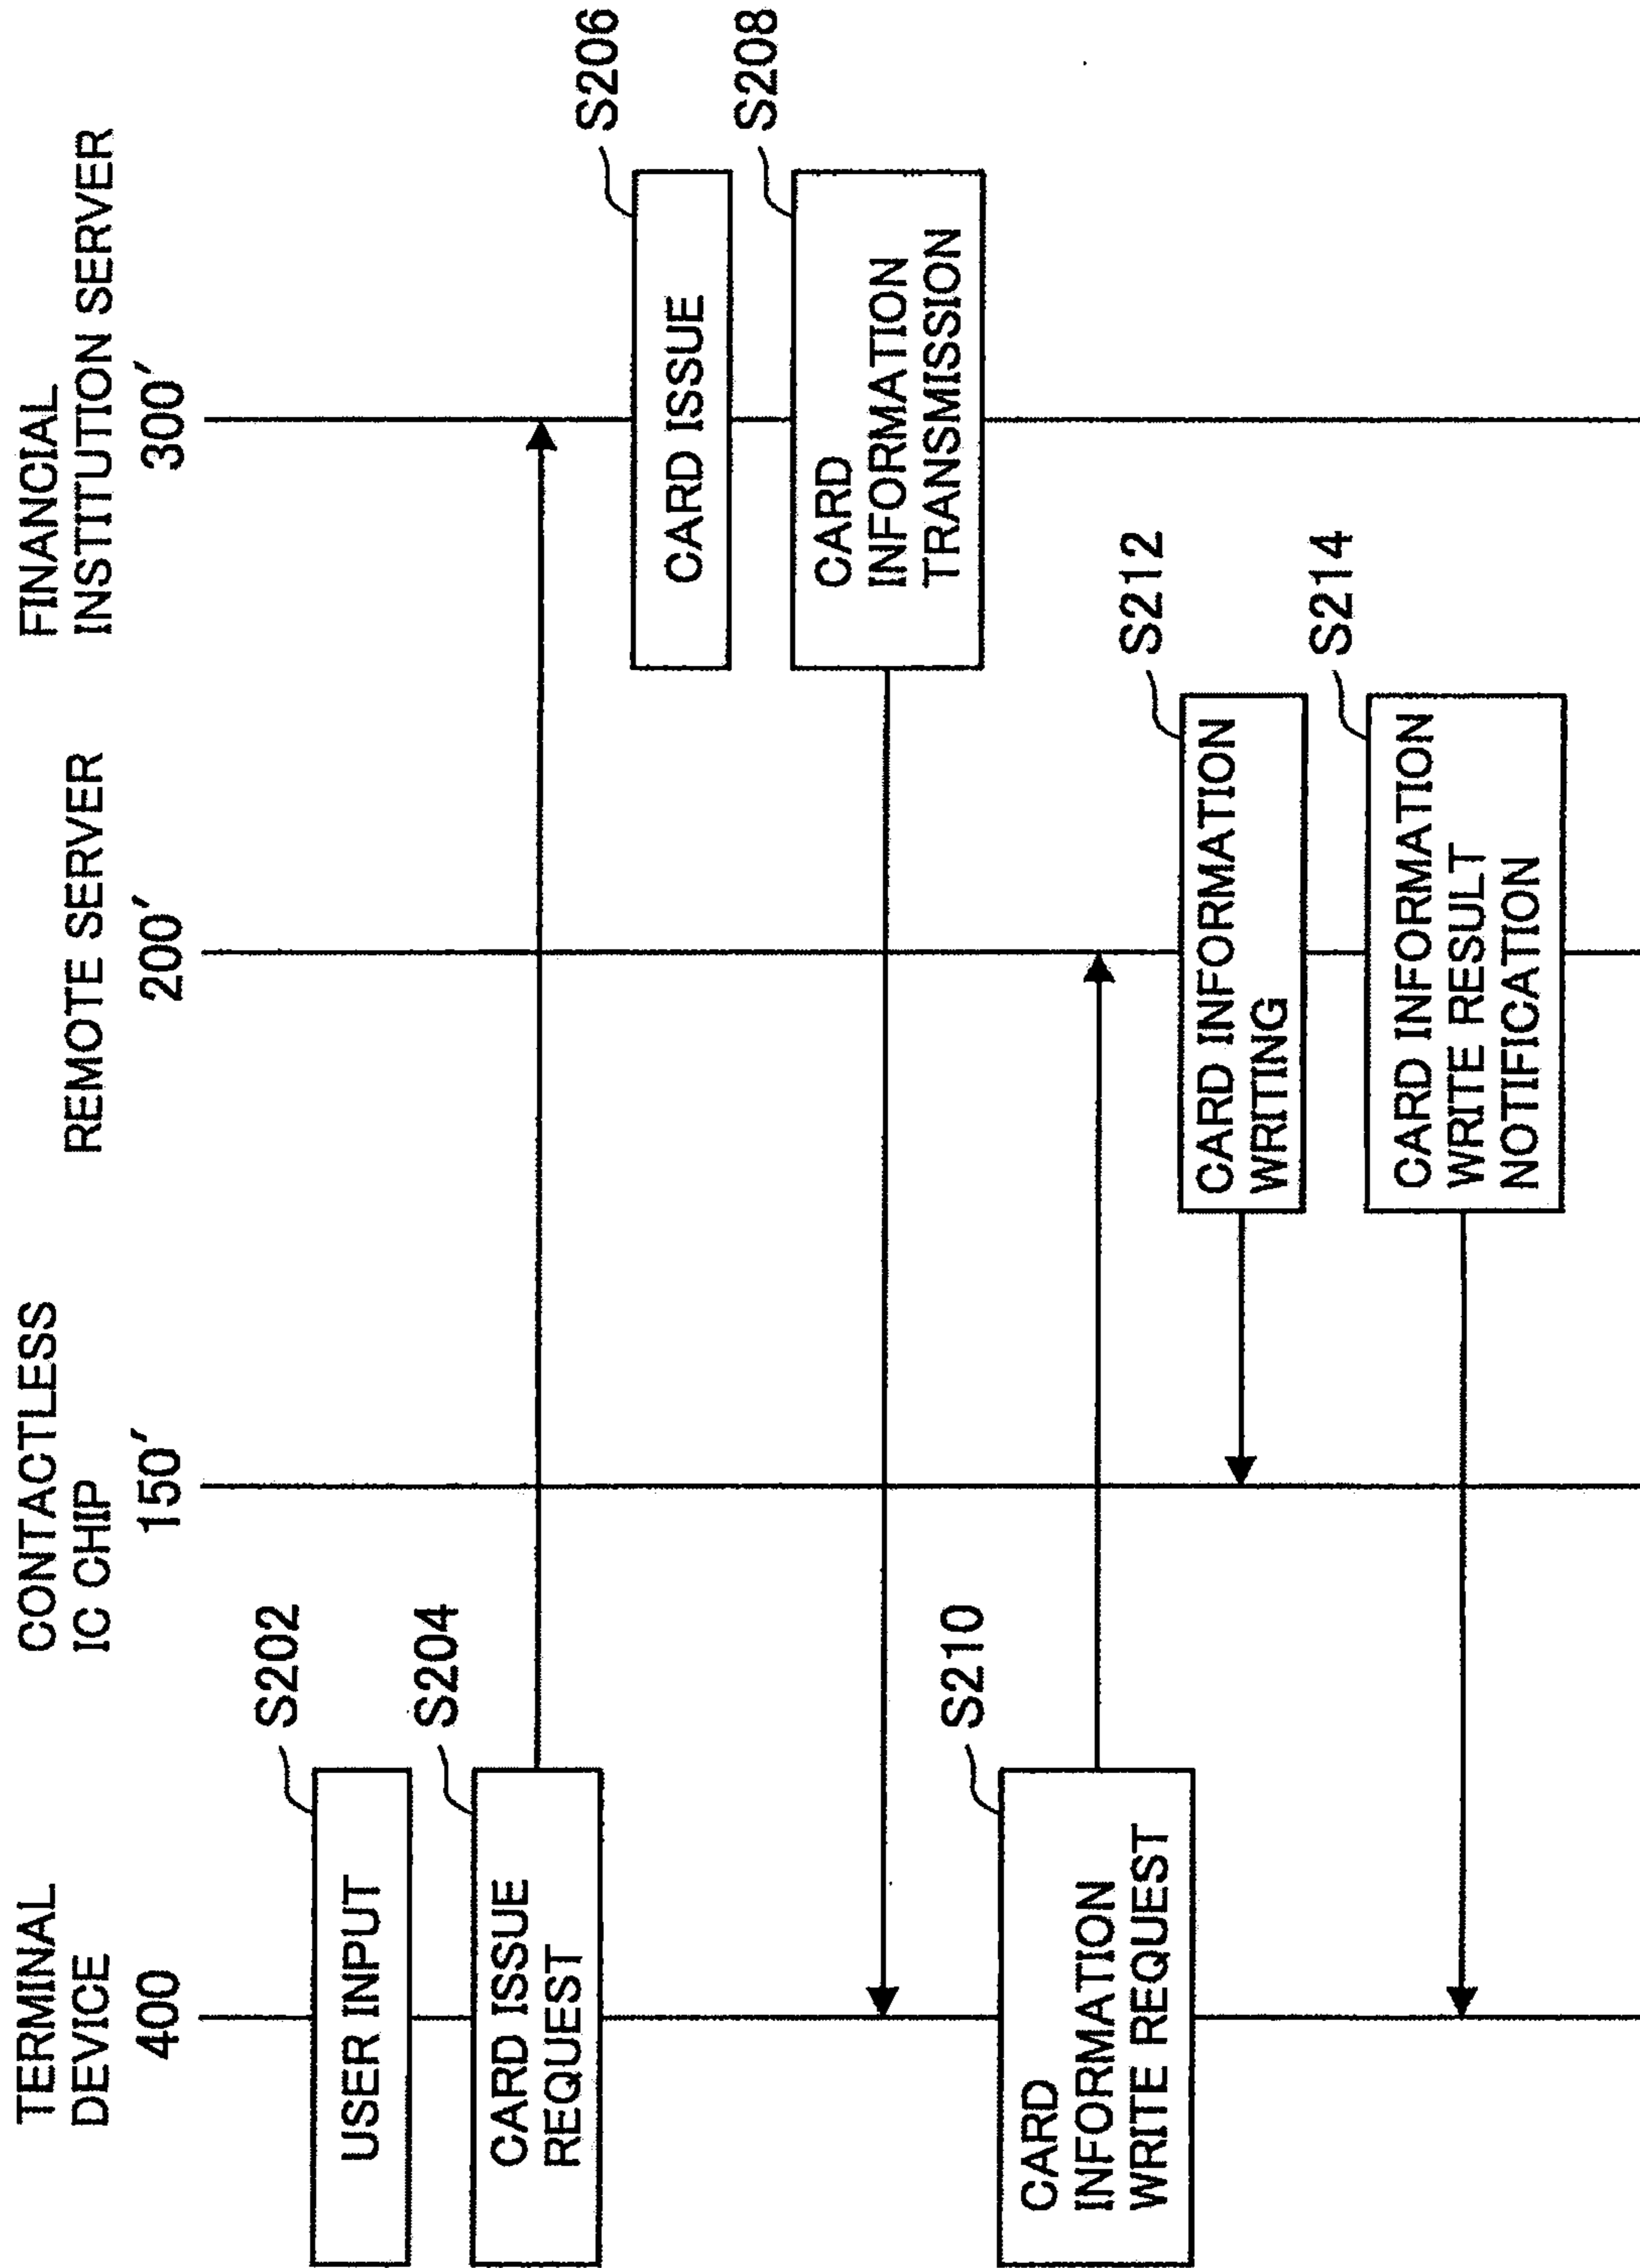 TERMINAL
DEVICE
400
CONTACTLESS
IC CHIP
150′
REMOTE SERVER
200′
FINANCIAL
INSTITUTION SERVER
300′
S202
USER INPUT
S204
CARD ISSUE
REQUEST
S206
CARD ISSUE
S208
CARD
INFORMATION
TRANSMISSION
S210
CARD
INFORMATION
WRITE REQUEST
S212
CARD INFORMATION
WRITING
S214
CARD INFORMATION
WRITE RESULT
NOTIFICATION